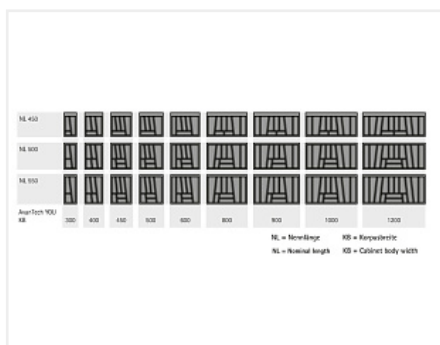 NL 450
NL 500
NL 550
AvanTech YOU
KB 300 400 450 500 600 800 900 1000 1200
NL = Nennlänge KB = Korpusbreite
NL = Nominal length KB = Cabinet body width